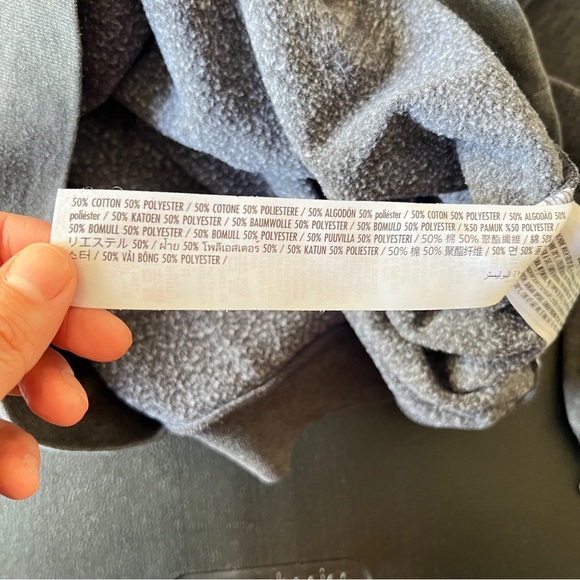 50% COTTON 50% POLYESTER / 50% COTONE 50% POLIESTERE / 50% ALGODÓN 50% poliéster / 50% COTON 50% POLYESTER / 50% ALGODÃO 50%
poliéster / 50% KATOEN 50% POLYESTER / 50% BAUMWOLLE 50% POLYESTER / 50% BOMULD 50% POLYESTER / %50 PAMUK %50 POLYESTER /
50% BOMULL 50% POLYESTER / 50% BOMULL 50% POLYESTER / 50% PUUVILLA 50% POLYESTERI / 50% 棉 50% 聚酯纖維 / 綿 50%
リエステル 50% / ฝ้าย 50% โพลีเอสเตอร์ 50% / 50% KATUN 50% POLIESTER / 50% 棉 50% 聚酯纤维 / 50% 면 50%
스터 / 50% VẢI BÔNG 50% POLYESTER /